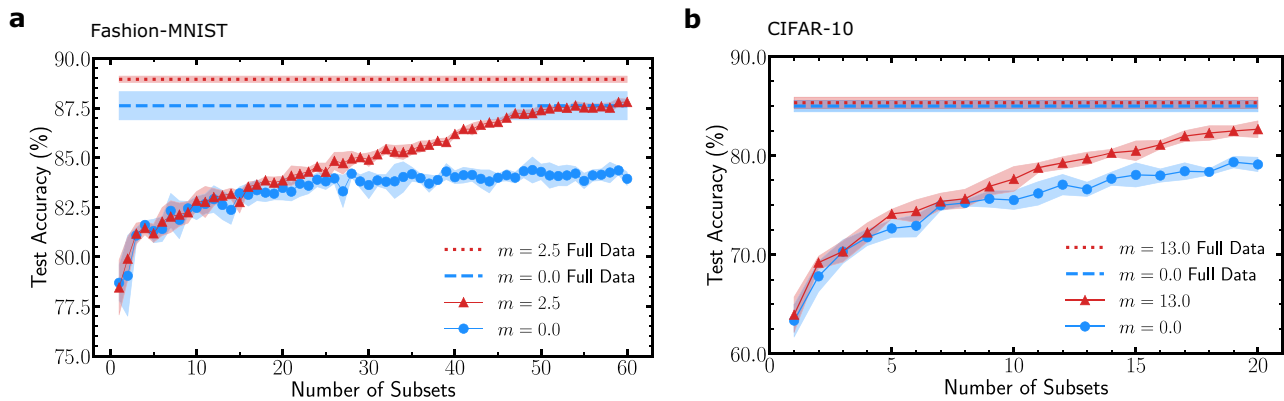 a
Fashion-MNIST
90.0
87.5
85.0
82.5
80.0
77.5
75.0
Test Accuracy (%)
m = 2.5 Full Data
m = 0.0 Full Data
m = 2.5
m = 0.0
0 10 20 30 40 50 60
Number of Subsets
b
CIFAR-10
90.0
80.0
70.0
60.0
Test Accuracy (%)
m = 13.0 Full Data
m = 0.0 Full Data
m = 13.0
m = 0.0
0 5 10 15 20
Number of Subsets